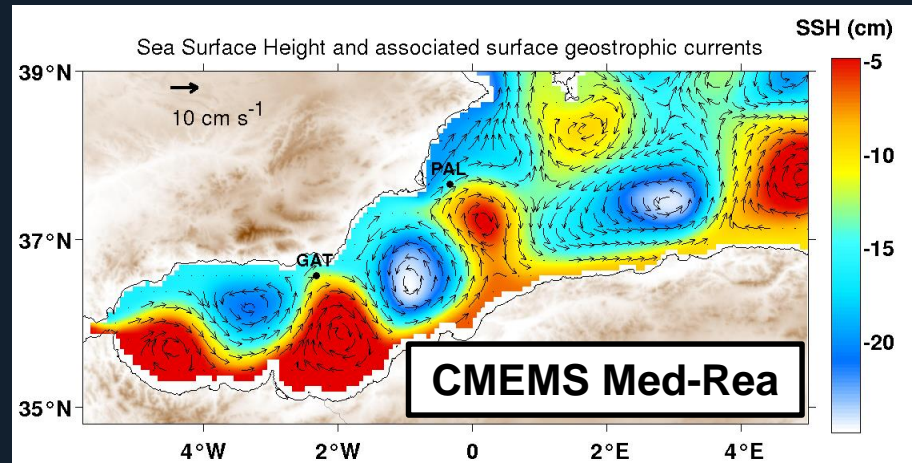 SSH (cm)
Sea Surface Height and associated surface geostrophic currents
39°N
10 cm s⁻¹
PAL
37°N
GAT
35°N
CMEMS Med-Rea
4°W
2°W
0
2°E
4°E
-5
-10
-15
-20